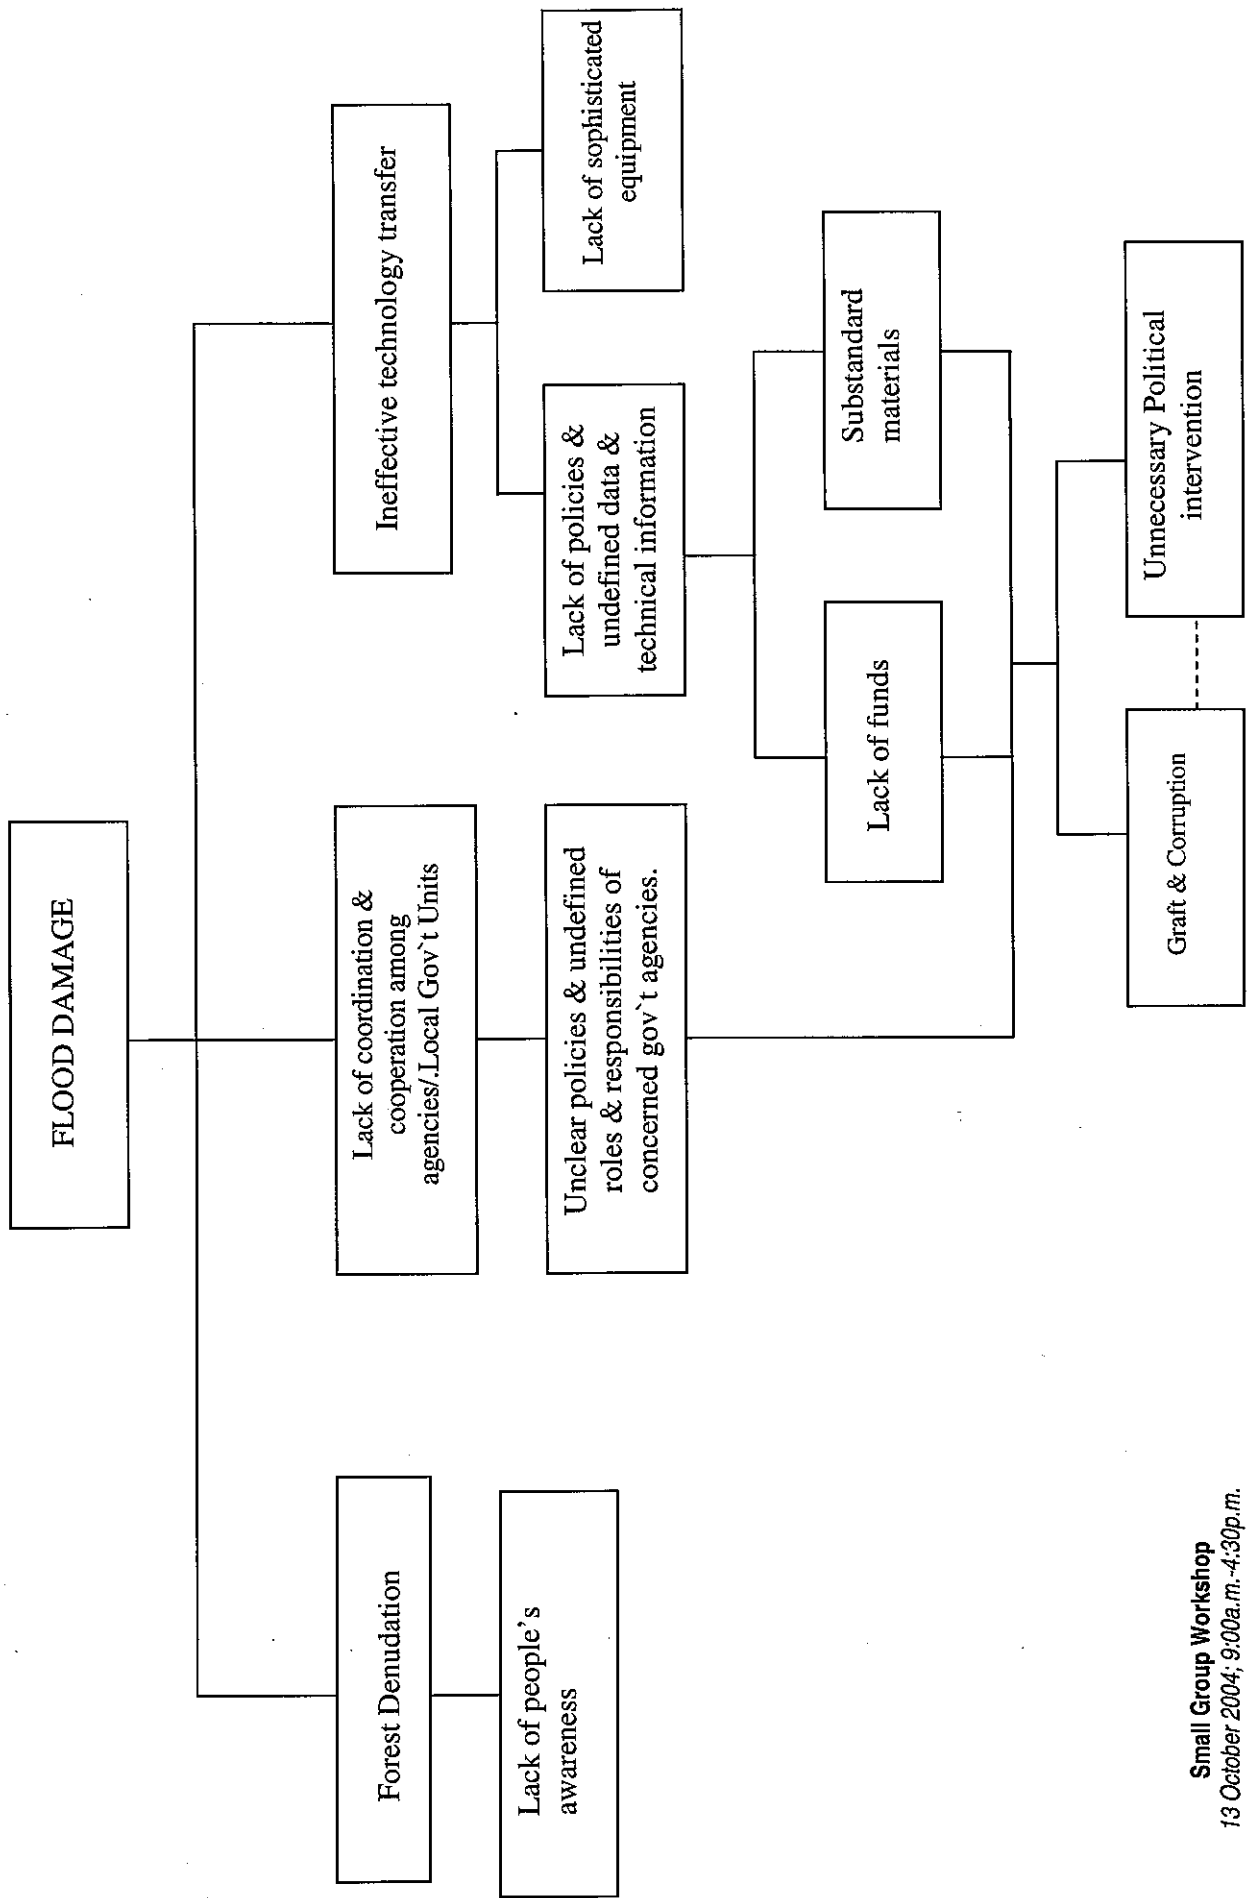 FLOOD DAMAGE
Forest Denudation
Lack of people's
awareness
Lack of coordination &
cooperation among
agencies/.Local Gov`t Units
Unclear policies & undefined
roles & responsibilities of
concerned gov`t agencies.
Ineffective technology transfer
Lack of policies &
undefined data &
technical information
Lack of sophisticated
equipment
Lack of funds
Substandard
materials
Graft & Corruption
Unnecessary Political
intervention
Small Group Workshop
13 October 2004; 9:00a.m.-4:30p.m.